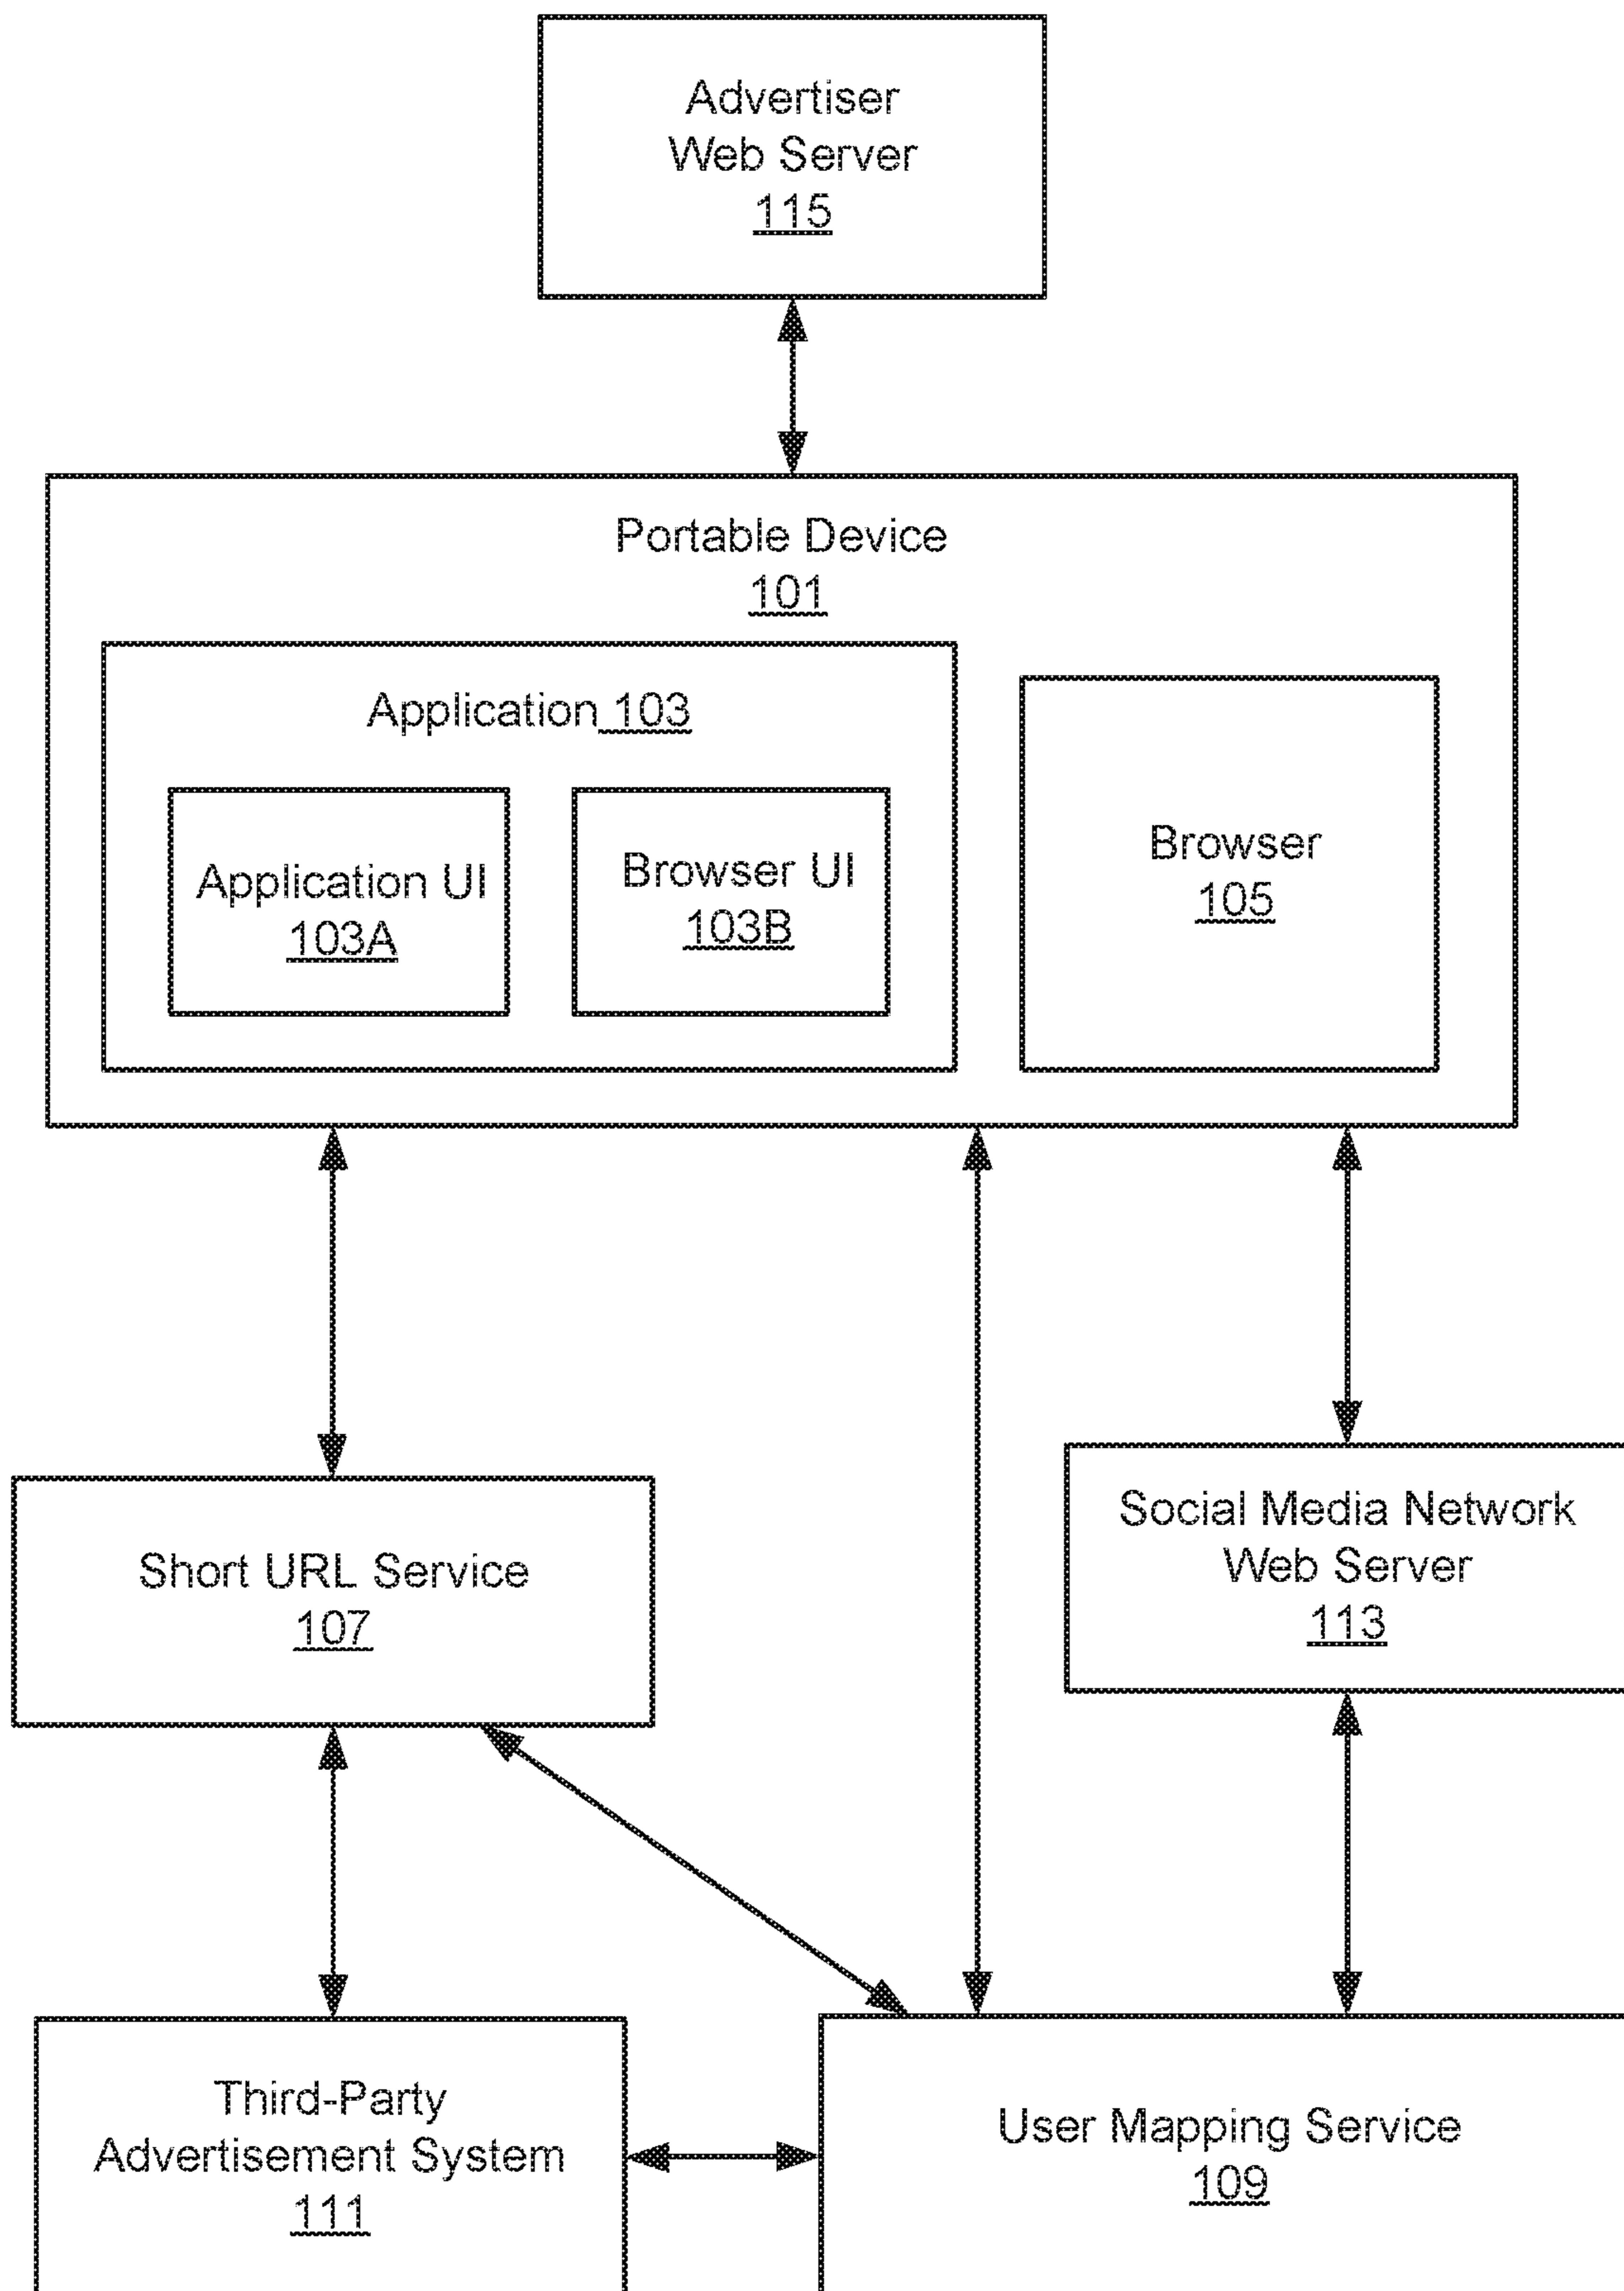 Advertiser
Web Server
115
Portable Device
101
Application 103
Application UI
103A
Browser UI
103B
Browser
105
Short URL Service
107
Social Media Network
Web Server
113
Third-Party
Advertisement System
111
User Mapping Service
109